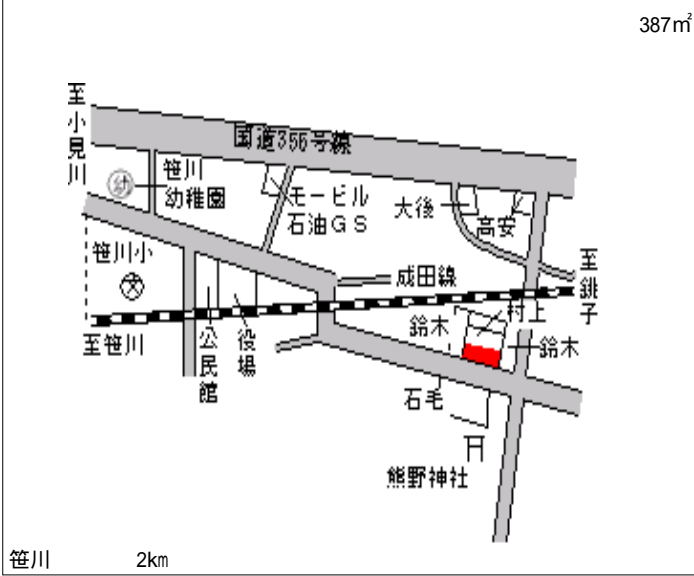 387㎡
至小見川
国道356号線
笹川
幼稚園
幼
モービル
石油GS
大後
高安
笹川小
文
成田線
至銚子
村上
鈴木
鈴木
至笹川
公民館
役場
石毛
熊野神社
笹川 2㎞